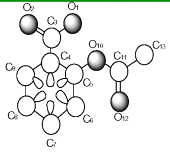 O₂ O₁
C₃
C₄ O₁₀ C₁₁ C₁₃
C₉ C₅
O₁₂
C₈ C₆
C₇